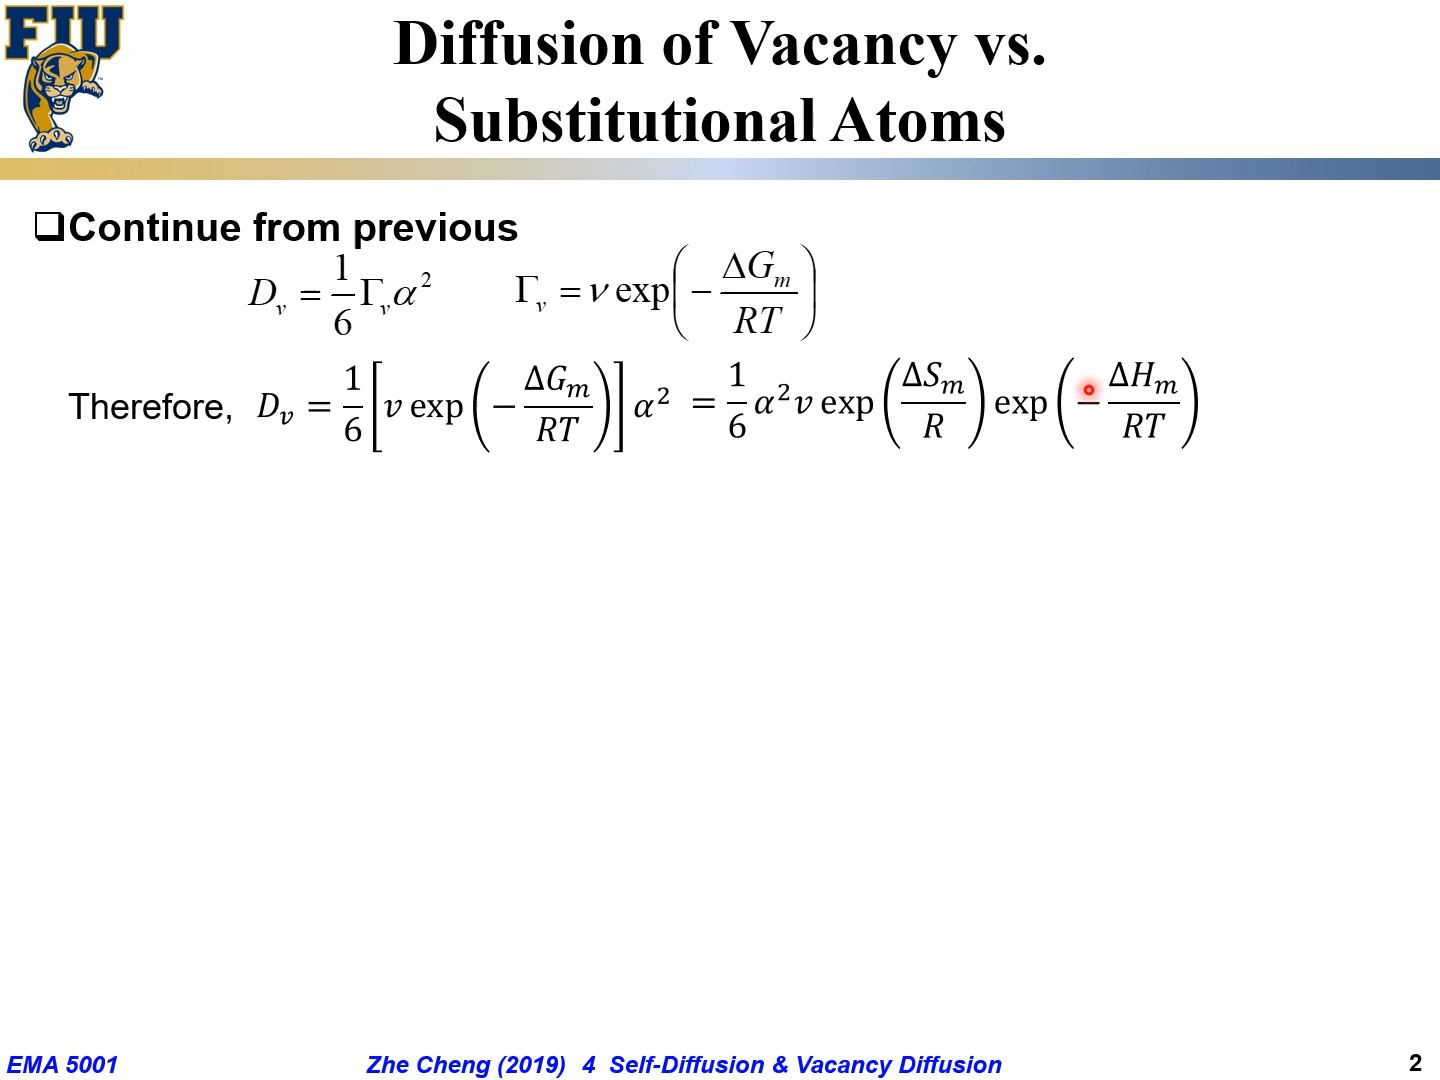 FIU
Diffusion of Vacancy vs.
Substitutional Atoms
❑Continue from previous
D_v = 1/6 Γ_v α^2    Γ_v = ν exp(− ΔG_m / RT)
Therefore, D_v = 1/6 [ν exp(− ΔG_m / RT)] α^2 = 1/6 α^2 ν exp(ΔS_m / R) exp(− ΔH_m / RT)
EMA 5001 Zhe Cheng (2019) 4 Self-Diffusion & Vacancy Diffusion 2